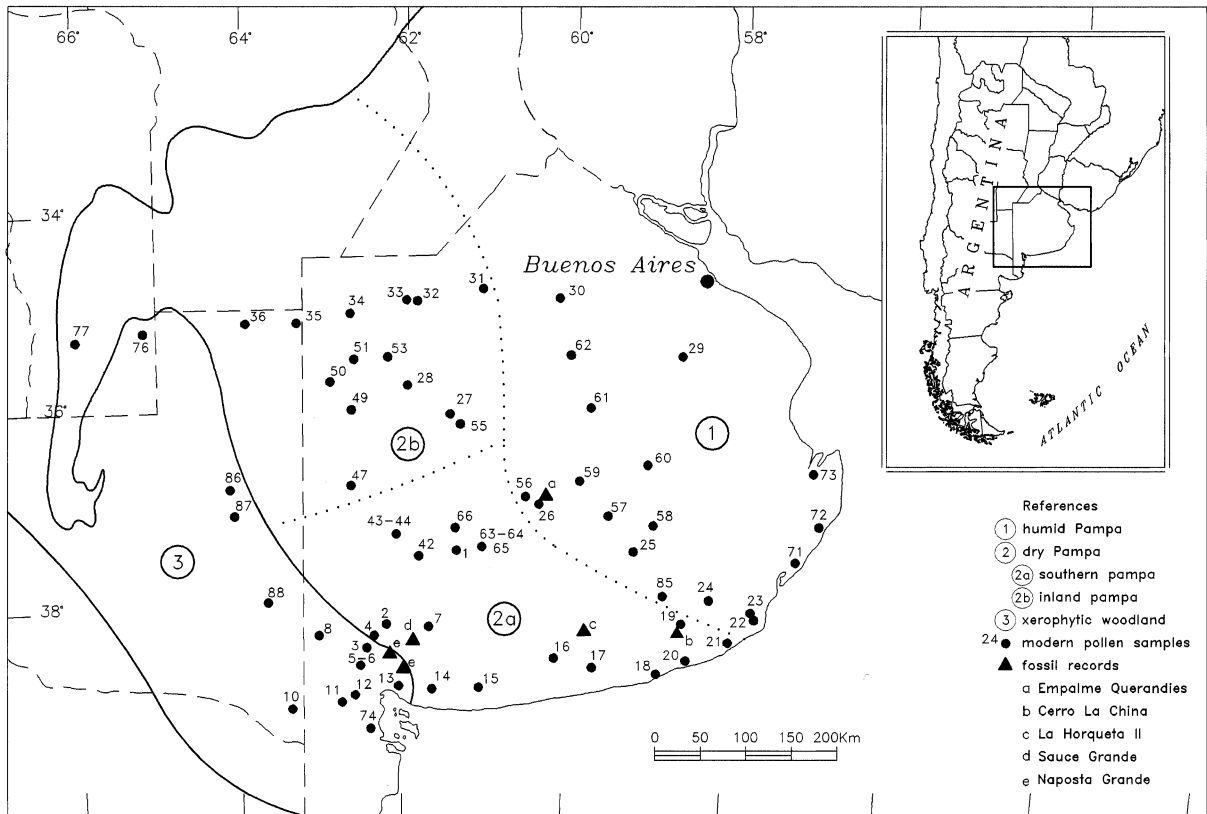 66° 64° 62° 60° 58°
34°
36°
38°
Buenos Aires
31 30
33 32
34
36 35
77 76
51 53
62 29
50 28
49 27
61
55
2b
1
47
60
86
87
59
56 a
26
73
57
58
72
43-44
66
63-64
42
1
65
25
71
3
88
85
24
23
22
2a
8
4
2
d
7
c
19
b
21
3
e
5-6
e
16
17
18
20
10
11
12
13
14
15
74
0 50 100 150 200Km
ARGENTINA
ATLANTIC OCEAN
References
1 humid Pampa
2 dry Pampa
2a southern pampa
2b inland pampa
3 xerophytic woodland
24 modern pollen samples
fossil records
a Empalme Querandies
b Cerro La China
c La Horqueta II
d Sauce Grande
e Naposta Grande